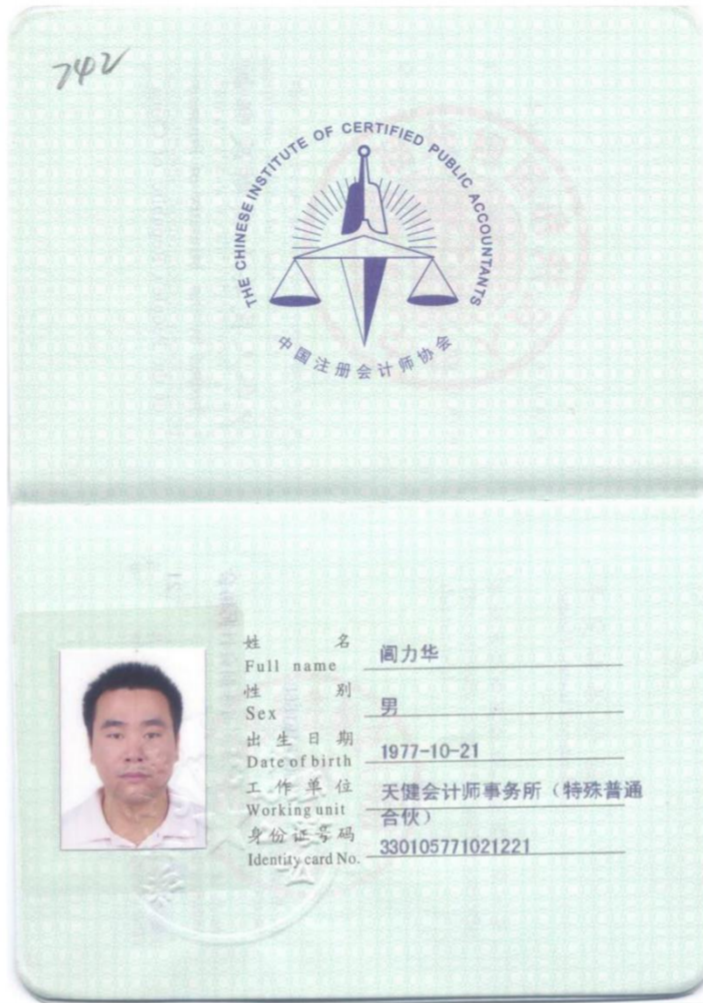 742
THE CHINESE INSTITUTE OF CERTIFIED PUBLIC ACCOUNTANTS
中国注册会计师协会
姓 名 阎力华
Full name
性 别 男
Sex
出 生 日 期 1977-10-21
Date of birth
工 作 单 位 天健会计师事务所（特殊普通
Working unit 合伙）
身 份 证 号 码 330105771021221
Identity card No.